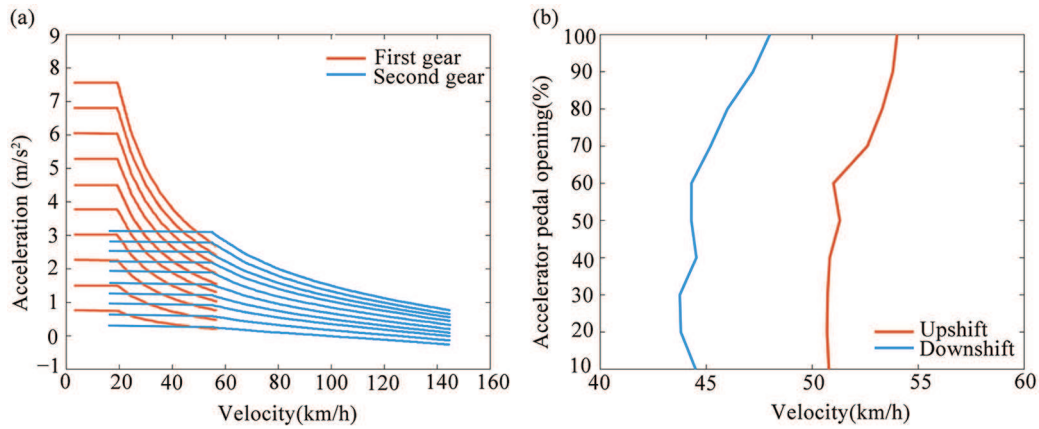 (a)
9
8
7
6
5
4
3
2
1
0
−1
Acceleration (m/s²)
First gear
Second gear
0 20 40 60 80 100 120 140 160
Velocity(km/h)
(b)
100
90
80
70
60
50
40
30
20
10
Accelerator pedal opening(%)
Upshift
Downshift
40 45 50 55 60
Velocity(km/h)